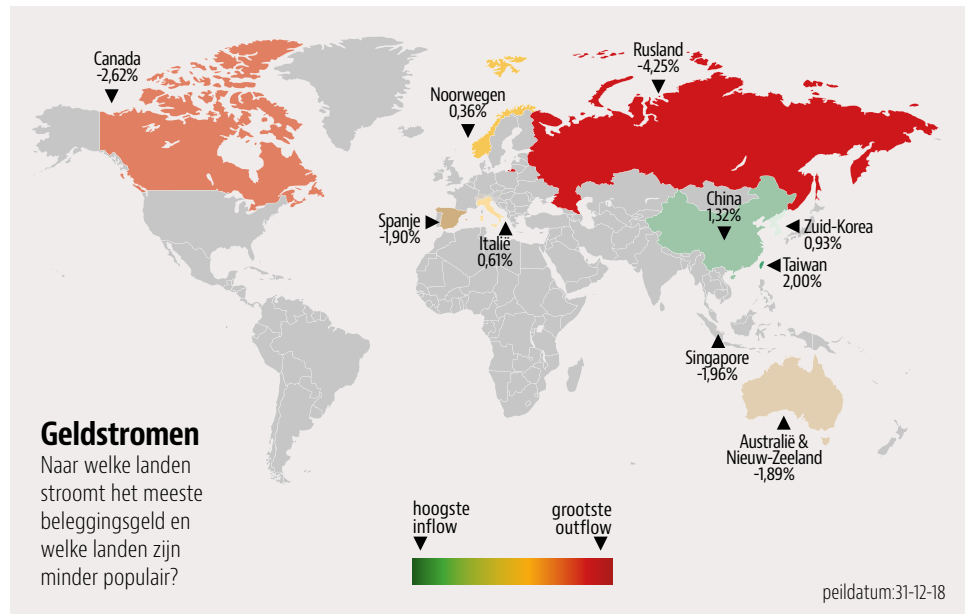 Canada
-2,62%
Noorwegen
0,36%
Rusland
-4,25%
Spanje
-1,90%
Italië
0,61%
China
1,32%
Zuid-Korea
0,93%
Taiwan
2,00%
Singapore
-1,96%
Australië &
Nieuw-Zeeland
-1,89%
Geldstromen
Naar welke landen
stroomt het meeste
beleggingsgeld en
welke landen zijn
minder populair?
hoogste
inflow
grootste
outflow
peildatum:31-12-18